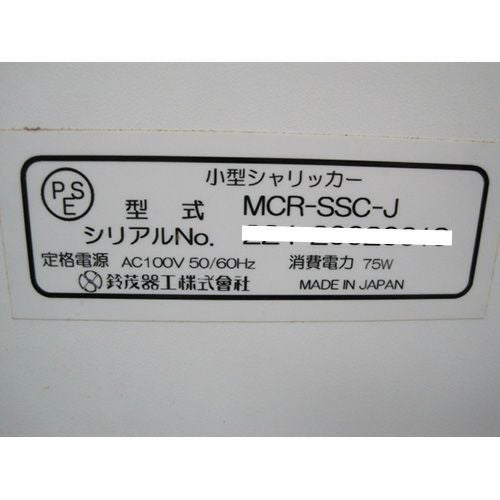 小型シャリッカー
PSE
型式 MCR-SSC-J
シリアルNo.
定格電源 AC100V 50/60Hz 消費電力 75W
鈴茂器工株式會社 MADE IN JAPAN